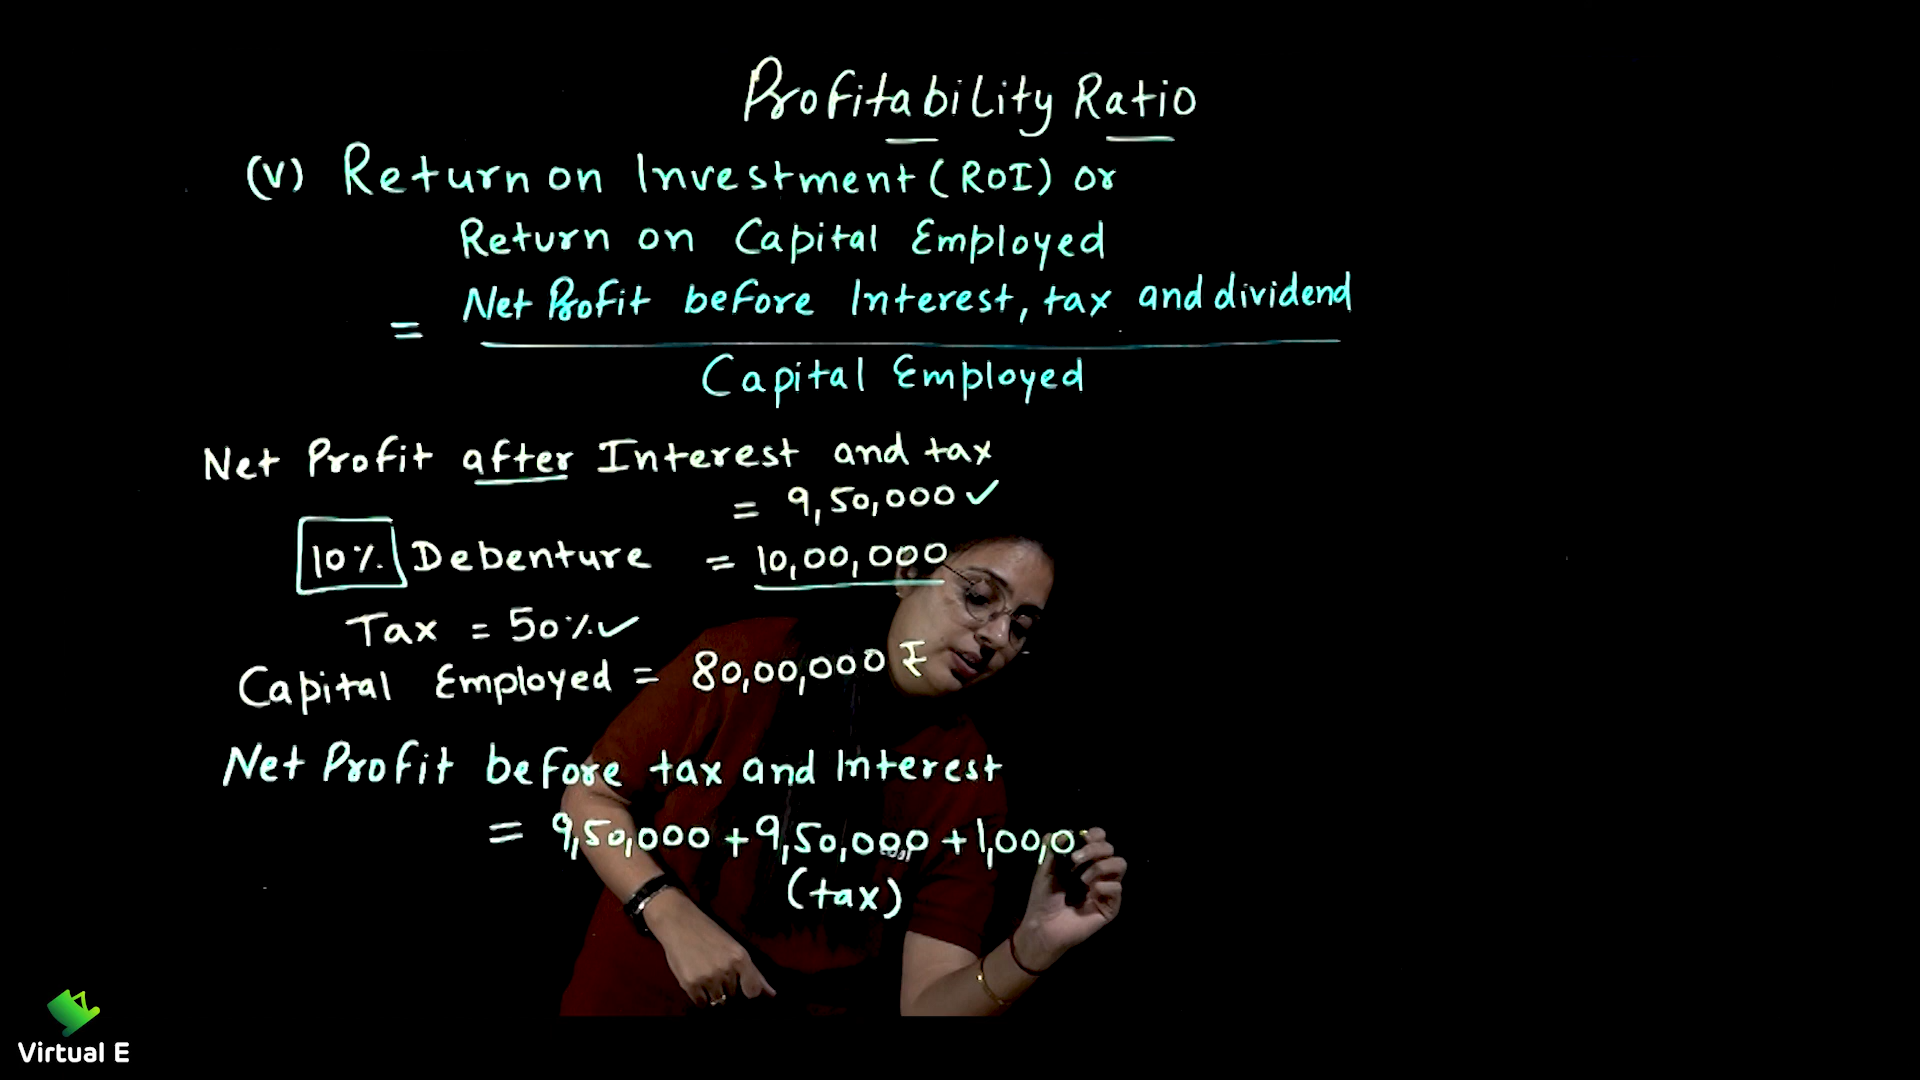 Profitability Ratio
(V) Return on Investment (ROI) or
Return on Capital Employed
= Net Profit before Interest, tax and dividend
Capital Employed
Net Profit after Interest and tax
= 9,50,000 ✓
10% Debenture = 10,00,000
Tax = 50% ✓
Capital Employed = 80,00,000 ₹
Net Profit before tax and Interest
= 9,50,000 + 9,50,000 + 1,00,0
(tax)
Virtual E